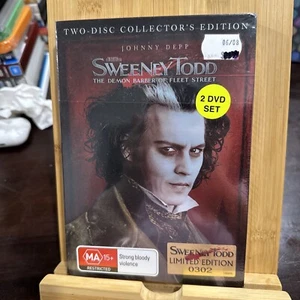 TWO-DISC COLLECTOR'S EDITION
JOHNNY DEPP
SWEENEY TODD
THE DEMON BARBER OF FLEET STREET
2 DVD
SET
MA 15+
RESTRICTED
Strong bloody
violence
SWEENEY TODD
LIMITED EDITION
0302